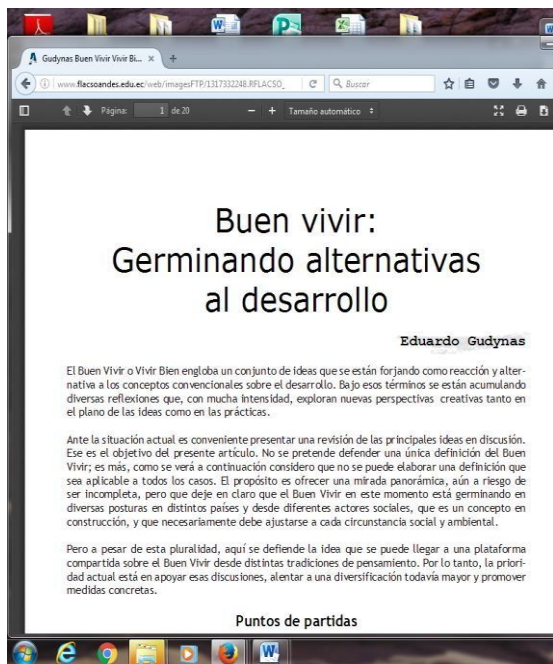 Gudynas Buen Vivir Vivir Bi...
www.flacsoandes.edu.ec/web/imagesFTP/1317332248.RFLACSO_
Buscar
Página: 1 de 20
Tamaño automático
Buen vivir:
Germinando alternativas
al desarrollo
Eduardo Gudynas
El Buen Vivir o Vivir Bien engloba un conjunto de ideas que se están forjando como reacción y alter-
nativa a los conceptos convencionales sobre el desarrollo. Bajo esos términos se están acumulando
diversas reflexiones que, con mucha intensidad, exploran nuevas perspectivas creativas tanto en
el plano de las ideas como en las prácticas.
Ante la situación actual es conveniente presentar una revisión de las principales ideas en discusión.
Ese es el objetivo del presente artículo. No se pretende defender una única definición del Buen
Vivir; es más, como se verá a continuación considero que no se puede elaborar una definición que
sea aplicable a todos los casos. El propósito es ofrecer una mirada panorámica, aún a riesgo de
ser incompleta, pero que deje en claro que el Buen Vivir en este momento está germinando en
diversas posturas en distintos países y desde diferentes actores sociales, que es un concepto en
construcción, y que necesariamente debe ajustarse a cada circunstancia social y ambiental.
Pero a pesar de esta pluralidad, aquí se defiende la idea que se puede llegar a una plataforma
compartida sobre el Buen Vivir desde distintas tradiciones de pensamiento. Por lo tanto, la priori-
dad actual está en apoyar esas discusiones, alentar a una diversificación todavía mayor y promover
medidas concretas.
Puntos de partidas